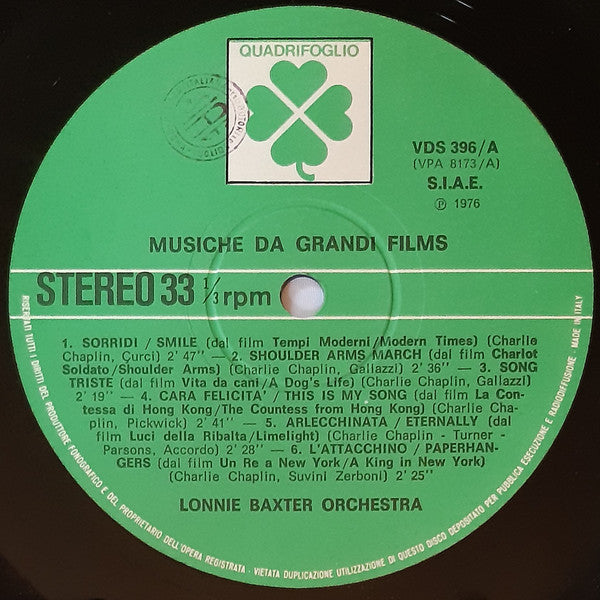 QUADRIFOGLIO
VDS 396/A
(VPA 8173/A)
S.I.A.E.
℗ 1976
MUSICHE DA GRANDI FILMS
STEREO 33 1/3 rpm
1. SORRIDI / SMILE (dal film Tempi Moderni/Modern Times) (Charlie
Chaplin, Curci) 2' 47" – 2. SHOULDER ARMS MARCH (dal film Charlot
Soldato/Shoulder Arms) (Charlie Chaplin, Gallazzi) 2' 36" – 3. SONG
TRISTE (dal film Vita da cani/A Dog's Life) (Charlie Chaplin, Gallazzi)
2' 19" – 4. CARA FELICITA' / THIS IS MY SONG (dal film La Con-
tessa di Hong Kong/The Countess from Hong Kong) (Charlie Cha-
plin, Pickwick) 2' 41" – 5. ARLECCHINATA / ETERNALLY (dal
film Luci della Ribalta/Limelight) (Charlie Chaplin - Turner -
Parsons, Accordo) 2' 28" – 6. L'ATTACCHINO / PAPERHAN-
GERS (dal film Un Re a New York/A King in New York)
(Charlie Chaplin, Suvini Zerboni) 2' 25"
LONNIE BAXTER ORCHESTRA
RISERVATI TUTTI I DIRITTI DEL PRODUTTORE FONOGRAFICO E DEL PROPRIETARIO DELL'OPERA REGISTRATA - VIETATA DUPLICAZIONE UTILIZZAZIONE DI QUESTO DISCO DEPOSITATO PER PUBBLICA ESECUZIONE E RADIODIFFUSIONE. MADE IN ITALY